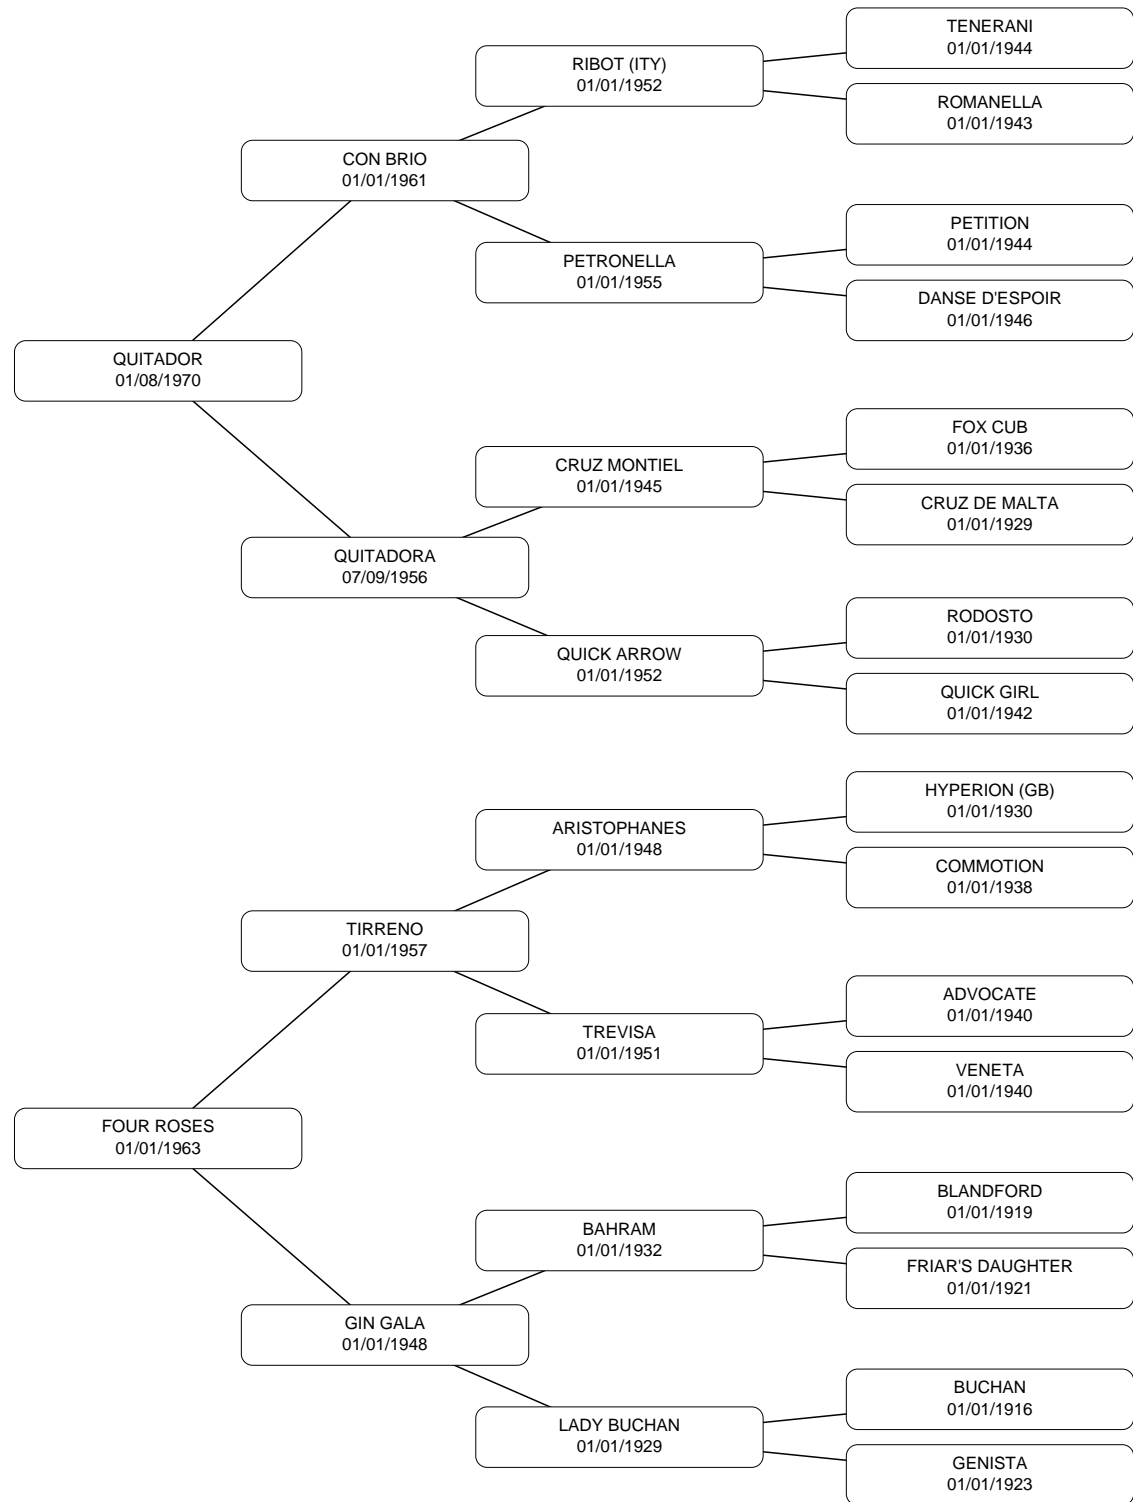 TENERANI
01/01/1944
RIBOT (ITY)
01/01/1952
ROMANELLA
01/01/1943
CON BRIO
01/01/1961
PETITION
01/01/1944
PETRONELLA
01/01/1955
DANSE D'ESPOIR
01/01/1946
QUITADOR
01/08/1970
FOX CUB
01/01/1936
CRUZ MONTIEL
01/01/1945
CRUZ DE MALTA
01/01/1929
QUITADORA
07/09/1956
RODOSTO
01/01/1930
QUICK ARROW
01/01/1952
QUICK GIRL
01/01/1942
HYPERION (GB)
01/01/1930
ARISTOPHANES
01/01/1948
COMMOTION
01/01/1938
TIRRENO
01/01/1957
ADVOCATE
01/01/1940
TREVISA
01/01/1951
VENETA
01/01/1940
FOUR ROSES
01/01/1963
BLANDFORD
01/01/1919
BAHRAM
01/01/1932
FRIAR'S DAUGHTER
01/01/1921
GIN GALA
01/01/1948
BUCHAN
01/01/1916
LADY BUCHAN
01/01/1929
GENISTA
01/01/1923